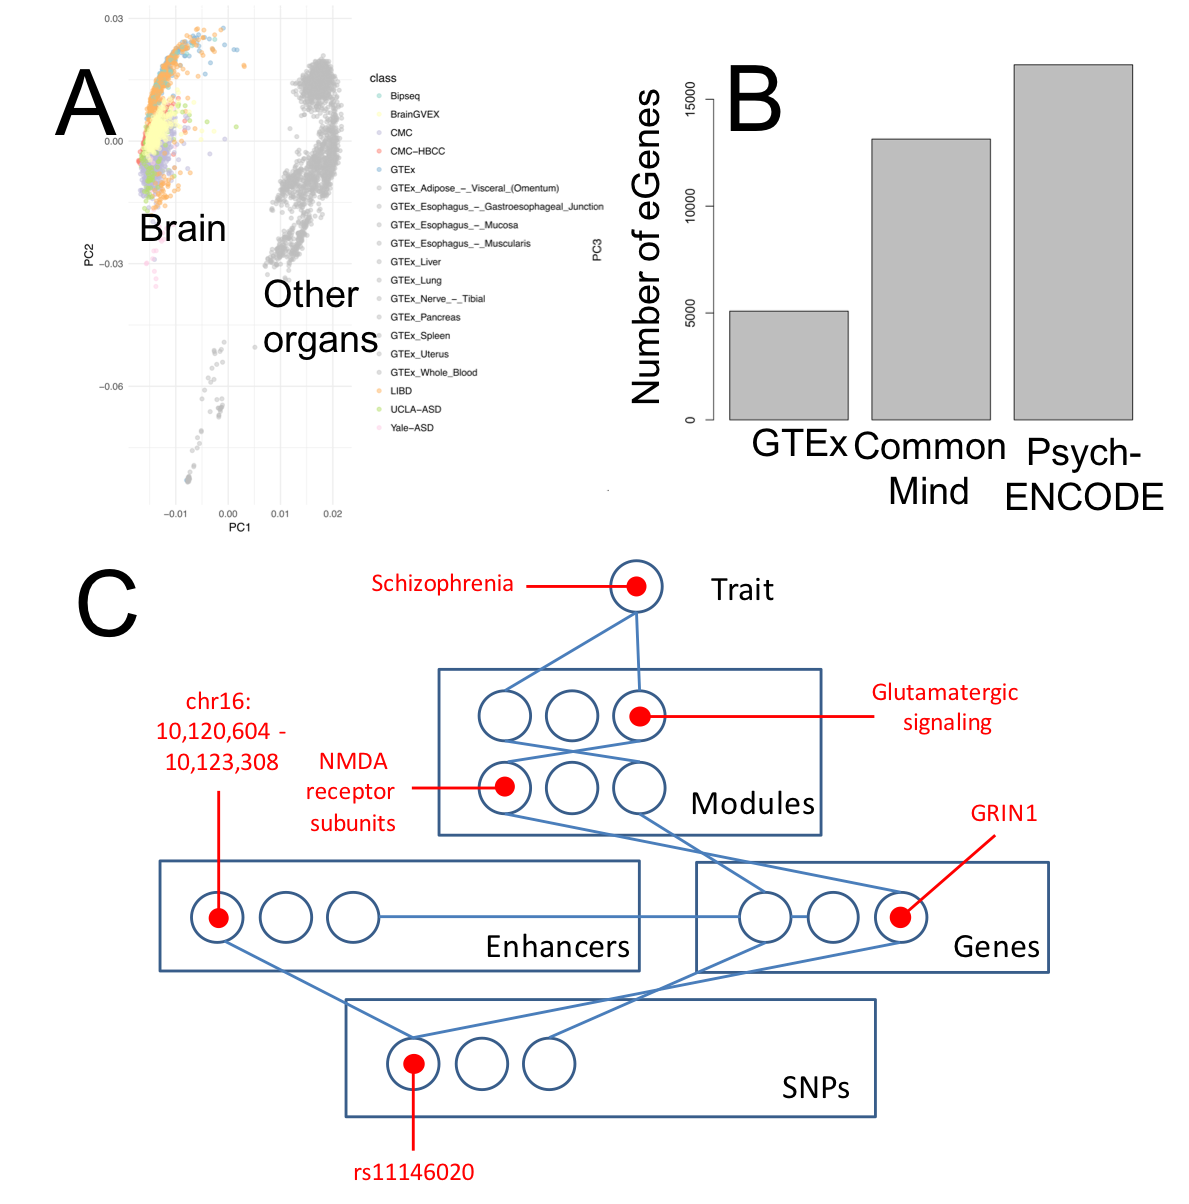 A
0.03
0.00
−0.03
−0.06
PC2
−0.01
0.00
0.01
0.02
PC1
Brain
Other
organs
class
Bipseq
BrainGVEX
CMC
CMC−HBCC
GTEx
GTEx_Adipose_−_Visceral_(Omentum)
GTEx_Esophagus_−_Gastroesophageal_Junction
GTEx_Esophagus_−_Mucosa
GTEx_Esophagus_−_Muscularis
GTEx_Liver
GTEx_Lung
GTEx_Nerve_−_Tibial
GTEx_Pancreas
GTEx_Spleen
GTEx_Uterus
GTEx_Whole_Blood
LIBD
UCLA−ASD
Yale−ASD
PC3
B
Number of eGenes
15000
10000
5000
0
GTEx
Common
Mind
Psych-
ENCODE
C
Schizophrenia
Trait
Glutamatergic
signaling
chr16:
10,120,604 -
10,123,308
NMDA
receptor
subunits
Modules
GRIN1
Enhancers
Genes
SNPs
rs11146020